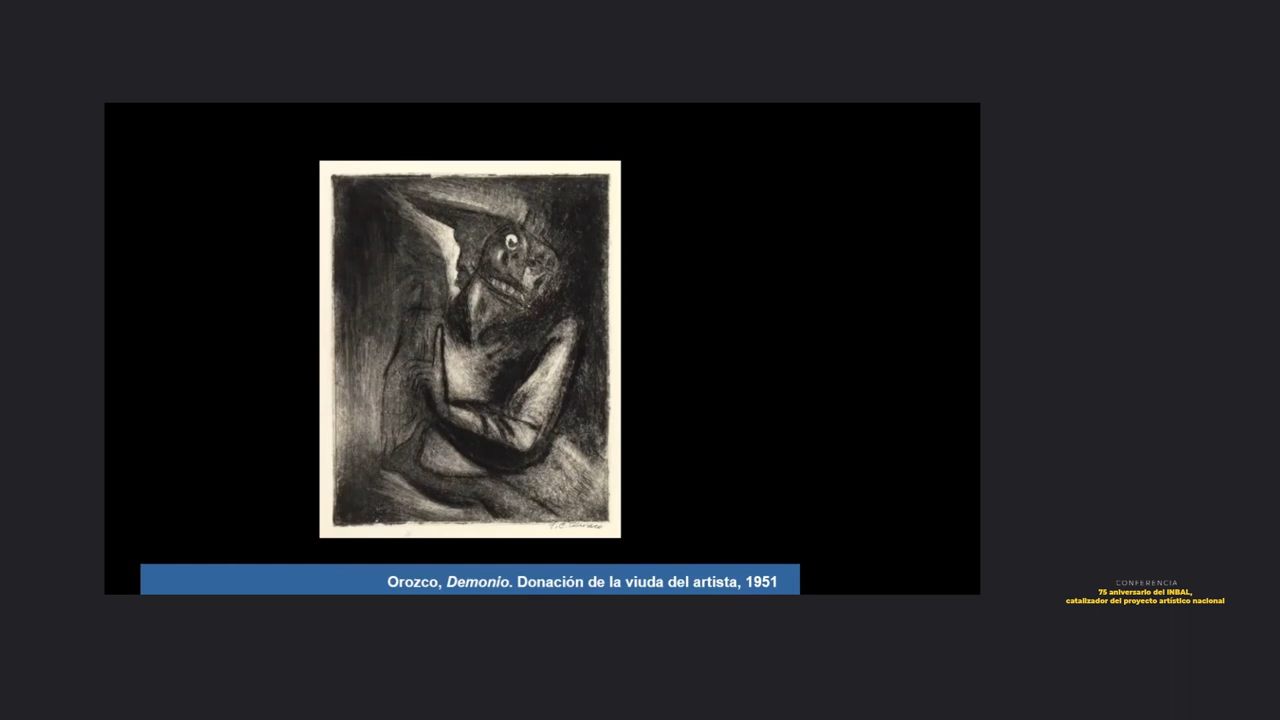 Orozco, Demonio. Donación de la viuda del artista, 1951
CONFERENCIA
75 aniversario del INBAL,
catalizador del proyecto artístico nacional